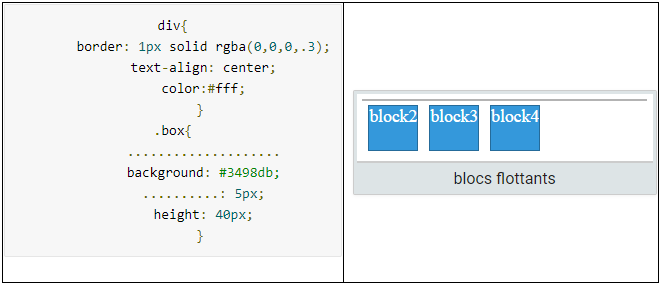 div{
border: 1px solid rgba(0,0,0,.3);
text-align: center;
color:#fff;
}
.box{
....................
background: #3498db;
..........: 5px;
height: 40px;
}
block2 block3 block4
blocs flottants